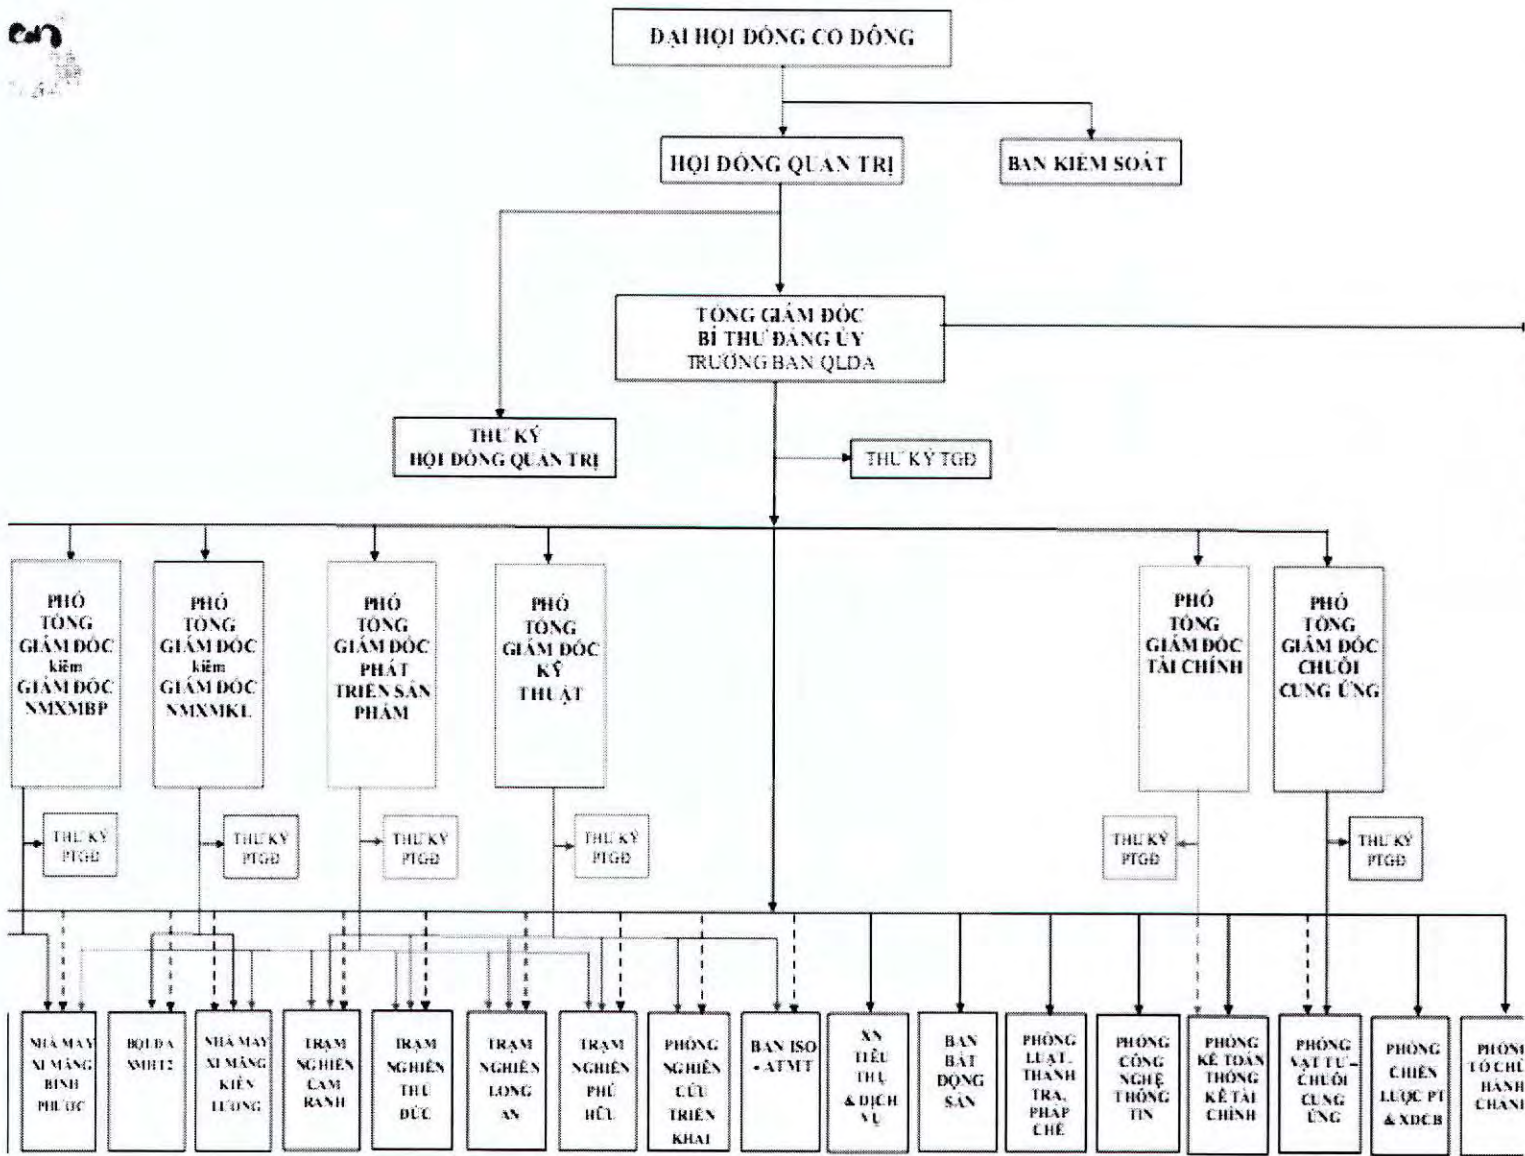 ĐẠI HỘI ĐỒNG CỔ ĐÔNG
HỘI ĐỒNG QUẢN TRỊ
BAN KIỂM SOÁT
TỔNG GIÁM ĐỐC
BÍ THƯ ĐẢNG ỦY
TRƯỞNG BAN QLDA
THƯ KÝ
HỘI ĐỒNG QUẢN TRỊ
THƯ KÝ TGĐ
PHÓ
TỔNG
GIÁM ĐỐC
kiêm
GIÁM ĐỐC
NMXMBP
PHÓ
TỔNG
GIÁM ĐỐC
kiêm
GIÁM ĐỐC
NMXMKL
PHÓ
TỔNG
GIÁM ĐỐC
PHÁT
TRIỂN SẢN
PHẨM
PHÓ
TỔNG
GIÁM ĐỐC
KỸ
THUẬT
PHÓ
TỔNG
GIÁM ĐỐC
TÀI CHÍNH
PHÓ
TỔNG
GIÁM ĐỐC
CHUỖI
CUNG ỨNG
THƯ KÝ
PTGĐ
THƯ KÝ
PTGĐ
THƯ KÝ
PTGĐ
THƯ KÝ
PTGĐ
THƯ KÝ
PTGĐ
THƯ KÝ
PTGĐ
NHÀ MÁY
XI MĂNG
BÌNH
PHƯỚC
BQLDA
XMHT2
NHÀ MÁY
XI MĂNG
KIÊN
LƯƠNG
TRẠM
NGHIỀN
CAM
RANH
TRẠM
NGHIỀN
THỦ
ĐỨC
TRẠM
NGHIỀN
LONG
AN
TRẠM
NGHIỀN
PHÚ
HỮU
PHÒNG
NGHIÊN
CỨU TRIỂN
KHAI
BAN ISO
- ATMT
XN
TIÊU
THỤ
& DỊCH
VỤ
BAN
BẤT
ĐỘNG
SẢN
PHÒNG
LUẬT -
THANH
TRA,
PHÁP
CHẾ
PHÒNG
CÔNG
NGHỆ
THÔNG
TIN
PHÒNG
KẾ TOÁN
THỐNG
KÊ TÀI
CHÍNH
PHÒNG
VẬT TƯ -
CHUỖI
CUNG
ỨNG
PHÒNG
CHIẾN
LƯỢC PT
& XDCB
PHÒNG
TỔ CHỨ
HÀNH
CHÁNH